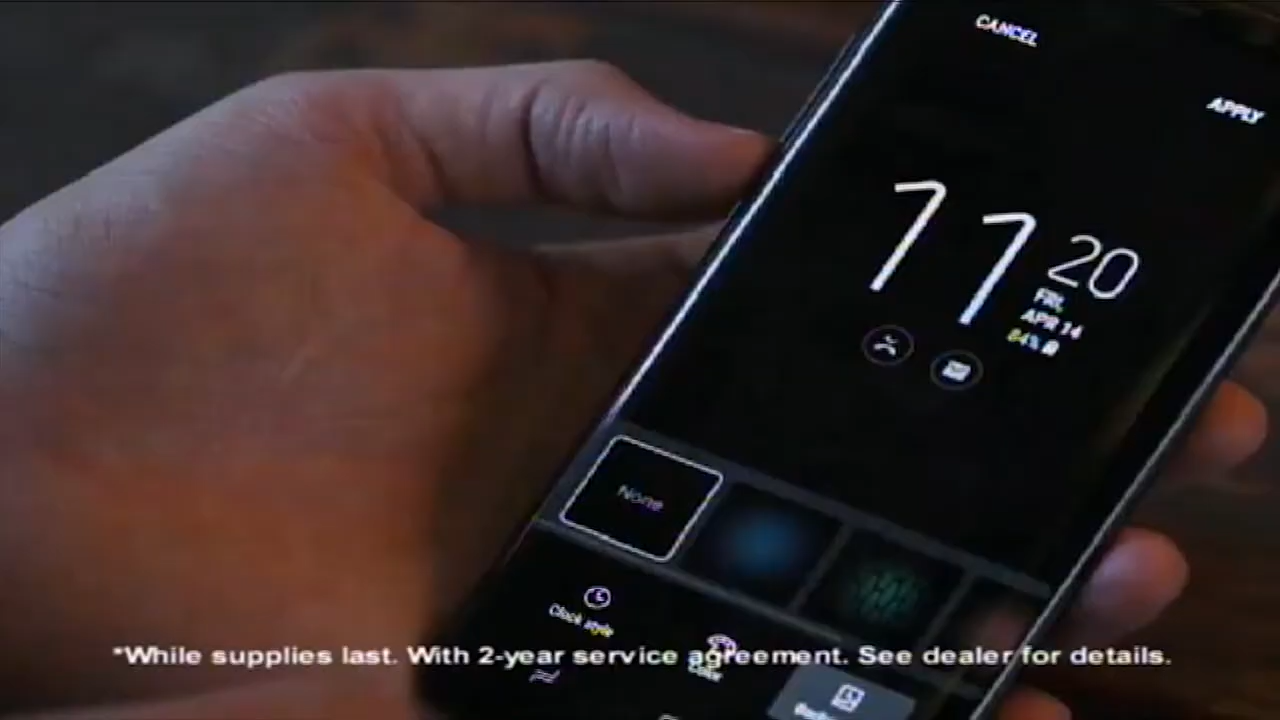 CANCEL
APPLY
11 20
FRI,
APR 14
84%
None
Clock style
Color
*While supplies last. With 2-year service agreement. See dealer for details.